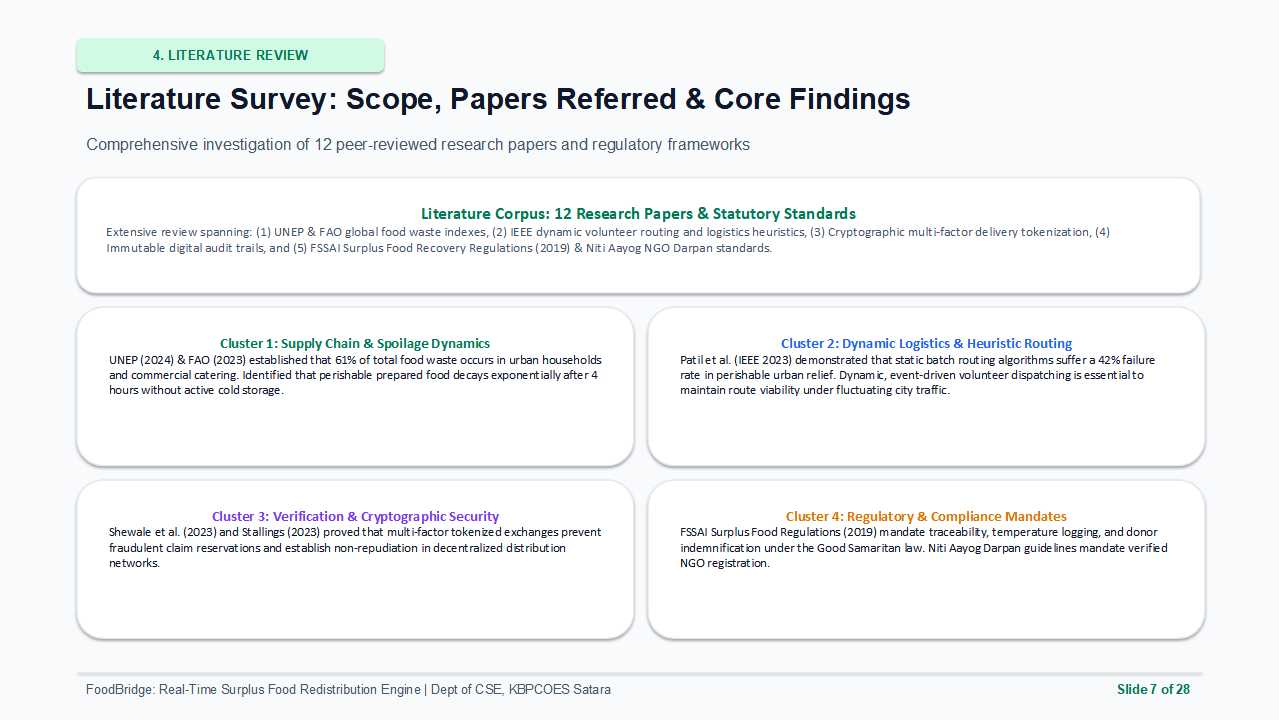 4. LITERATURE REVIEW
Literature Survey: Scope, Papers Referred & Core Findings
Comprehensive investigation of 12 peer-reviewed research papers and regulatory frameworks
Literature Corpus: 12 Research Papers & Statutory Standards
Extensive review spanning: (1) UNEP & FAO global food waste indexes, (2) IEEE dynamic volunteer routing and logistics heuristics, (3) Cryptographic multi-factor delivery tokenization, (4)
Immutable digital audit trails, and (5) FSSAI Surplus Food Recovery Regulations (2019) & Niti Aayog NGO Darpan standards.
Cluster 1: Supply Chain & Spoilage Dynamics
UNEP (2024) & FAO (2023) established that 61% of total food waste occurs in urban households
and commercial catering. Identified that perishable prepared food decays exponentially after 4
hours without active cold storage.
Cluster 2: Dynamic Logistics & Heuristic Routing
Patil et al. (IEEE 2023) demonstrated that static batch routing algorithms suffer a 42% failure
rate in perishable urban relief. Dynamic, event-driven volunteer dispatching is essential to
maintain route viability under fluctuating city traffic.
Cluster 3: Verification & Cryptographic Security
Shewale et al. (2023) and Stallings (2023) proved that multi-factor tokenized exchanges prevent
fraudulent claim reservations and establish non-repudiation in decentralized distribution
networks.
Cluster 4: Regulatory & Compliance Mandates
FSSAI Surplus Food Regulations (2019) mandate traceability, temperature logging, and donor
indemnification under the Good Samaritan law. Niti Aayog Darpan guidelines mandate verified
NGO registration.
FoodBridge: Real-Time Surplus Food Redistribution Engine | Dept of CSE, KBPCOES Satara
Slide 7 of 28